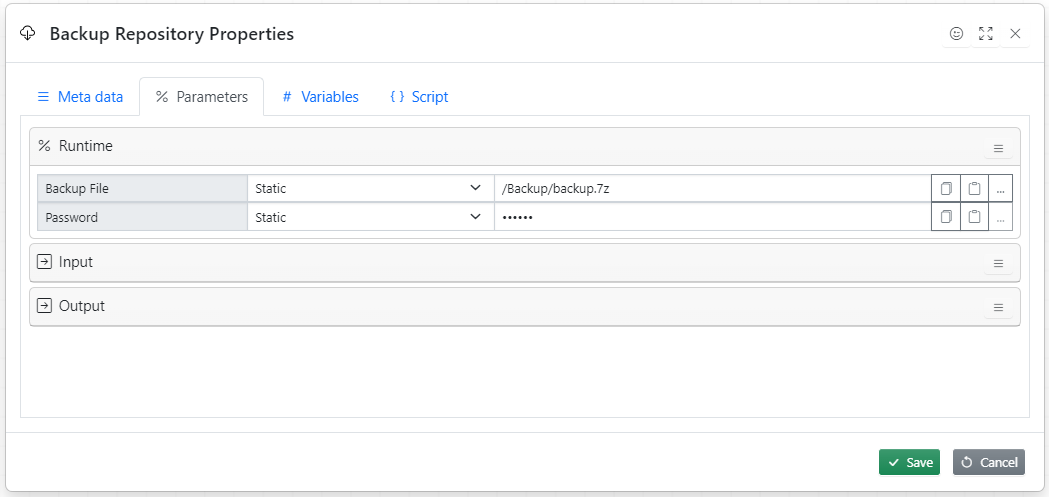 Backup Repository Properties
Meta data % Parameters # Variables { } Script
% Runtime
Backup File Static /Backup/backup.7z ...
Password Static •••••• ...
Input
Output
Save Cancel